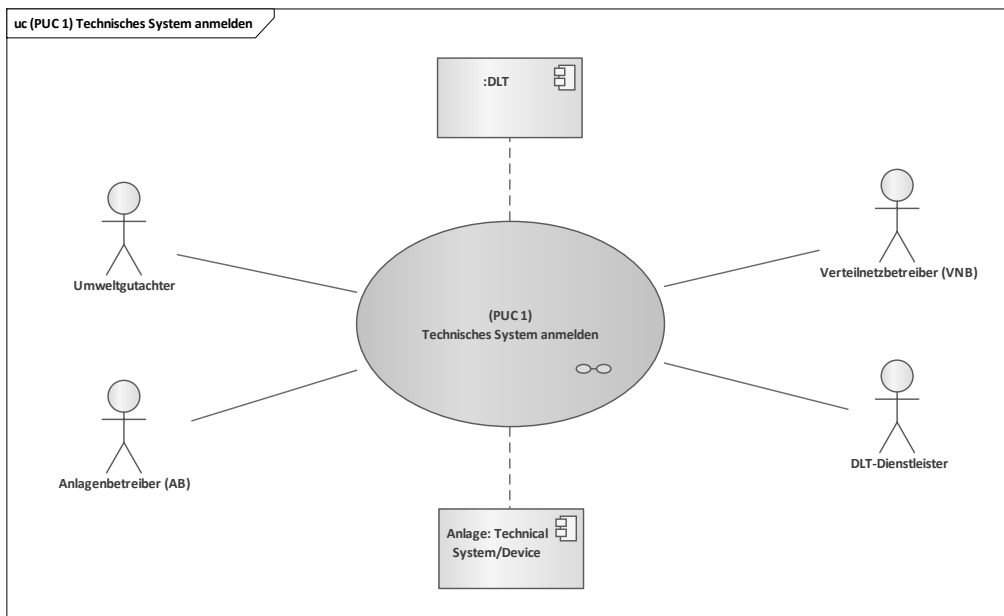 uc (PUC 1) Technisches System anmelden
:DLT
Umweltgutachter
Verteilnetzbetreiber (VNB)
(PUC 1)
Technisches System anmelden
Anlagenbetreiber (AB)
DLT-Dienstleister
Anlage: Technical
System/Device